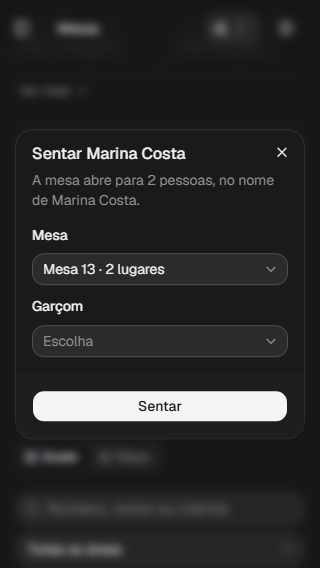 Sentar Marina Costa
A mesa abre para 2 pessoas, no nome
de Marina Costa.
Mesa
Mesa 13 · 2 lugares
Garçom
Escolha
Sentar